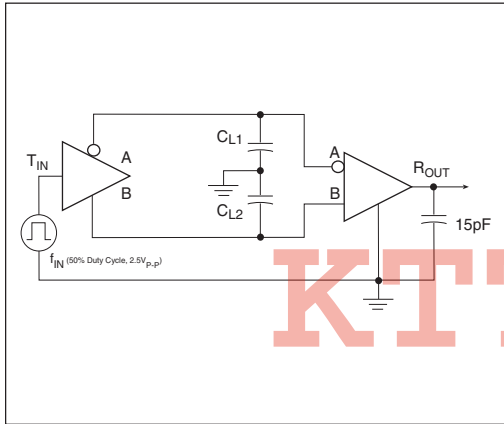 T_IN
A
B
f_IN (50% Duty Cycle, 2.5V_P-P)
C_L1
C_L2
A
B
R_OUT
15pF
KT